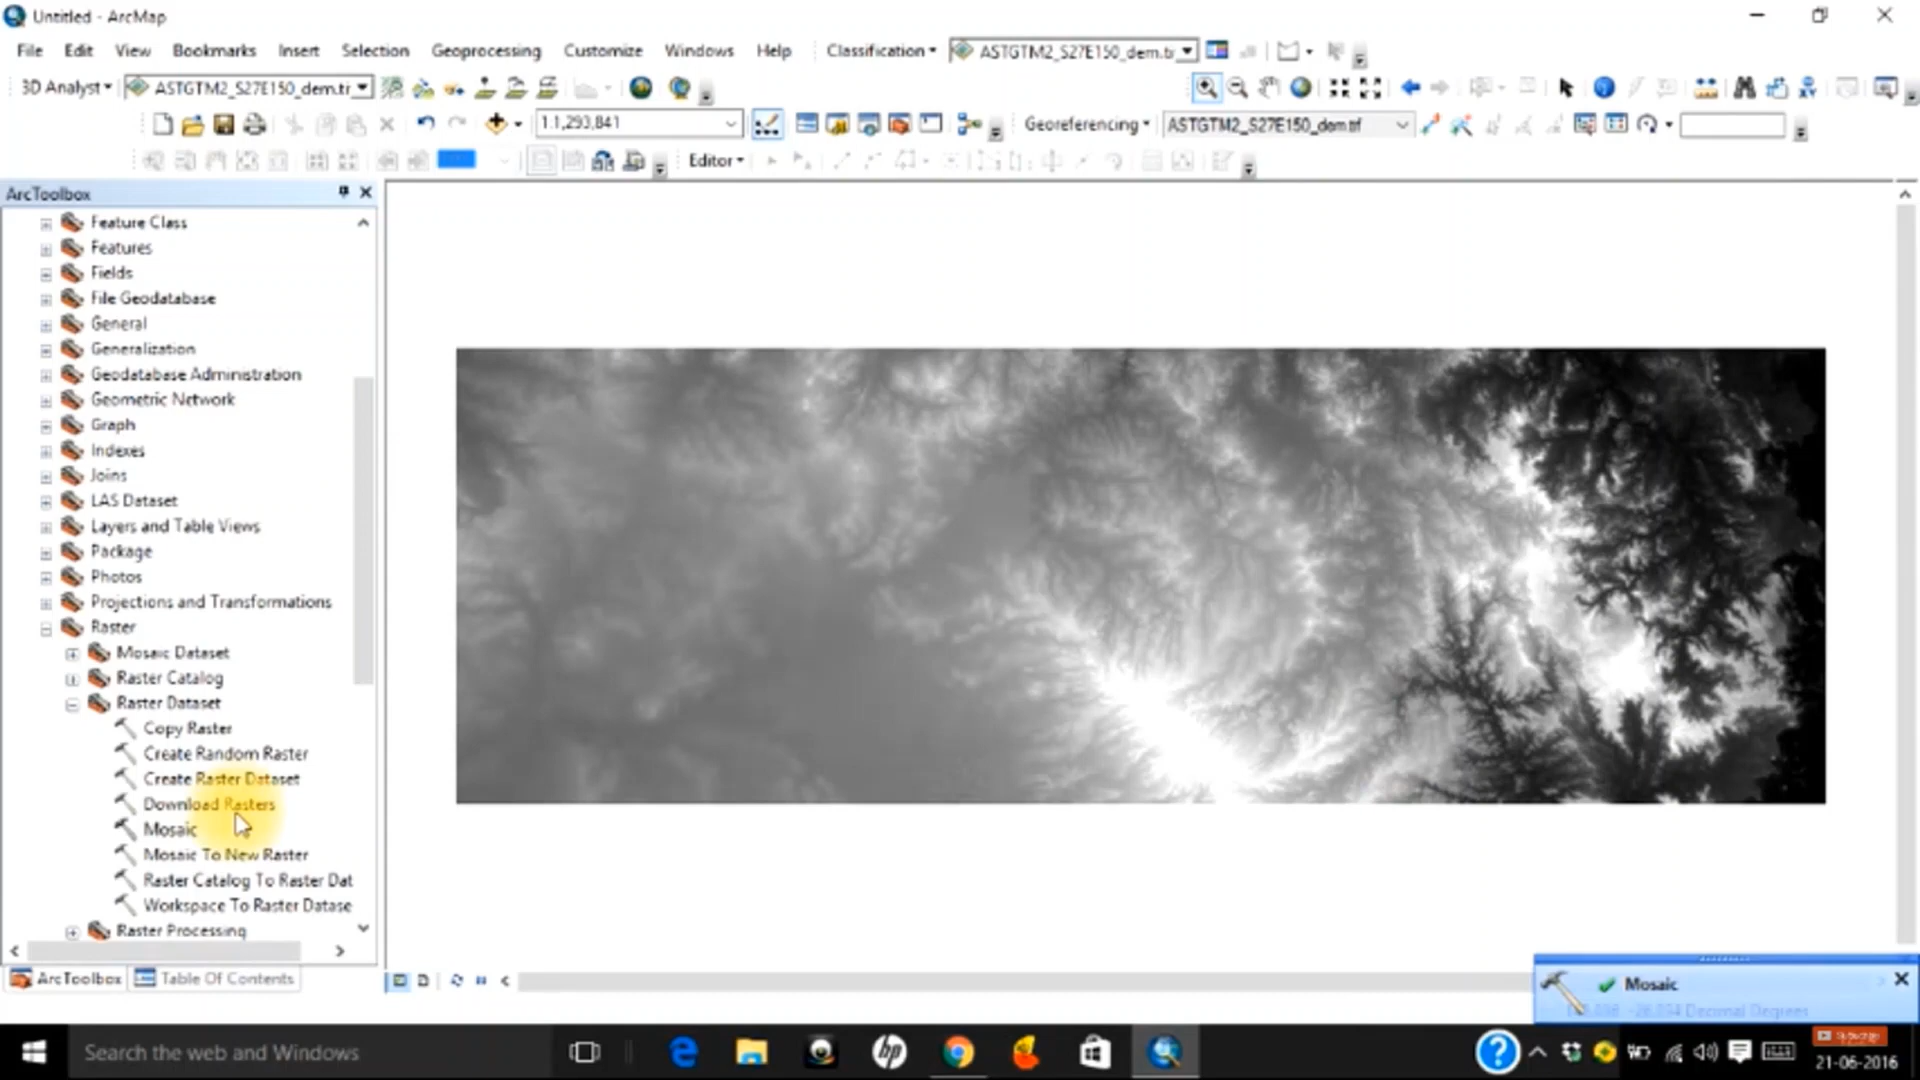 Untitled - ArcMap
File Edit View Bookmarks Insert Selection Geoprocessing Customize Windows Help Classification ASTGTM2_S27E150_dem.ti
3D Analyst ASTGTM2_S27E150_dem.ti
1:1,293,841 Georeferencing ASTGTM2_S27E150_dem.tif
Editor
ArcToolbox
Feature Class
Features
Fields
File Geodatabase
General
Generalization
Geodatabase Administration
Geometric Network
Graph
Indexes
Joins
LAS Dataset
Layers and Table Views
Package
Photos
Projections and Transformations
Raster
Mosaic Dataset
Raster Catalog
Raster Dataset
Copy Raster
Create Random Raster
Create Raster Dataset
Download Rasters
Mosaic
Mosaic To New Raster
Raster Catalog To Raster Dat
Workspace To Raster Datase
Raster Processing
ArcToolbox Table Of Contents
Mosaic
Decimal Degrees
Search the web and Windows
hp
21-06-2016